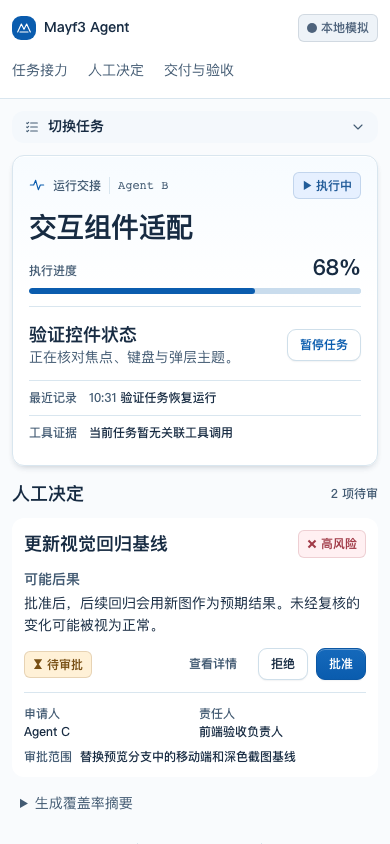 Mayf3 Agent
本地模拟
任务接力 人工决定 交付与验收
切换任务
运行交接 Agent B
执行中
交互组件适配
执行进度 68%
验证控件状态
正在核对焦点、键盘与弹层主题。
暂停任务
最近记录 10:31 验证任务恢复运行
工具证据 当前任务暂无关联工具调用
人工决定 2 项待审
更新视觉回归基线
高风险
可能后果
批准后，后续回归会用新图作为预期结果。未经复核的
变化可能被视为正常。
待审批 查看详情 拒绝 批准
申请人 责任人
Agent C 前端验收负责人
审批范围 替换预览分支中的移动端和深色截图基线
生成覆盖率摘要